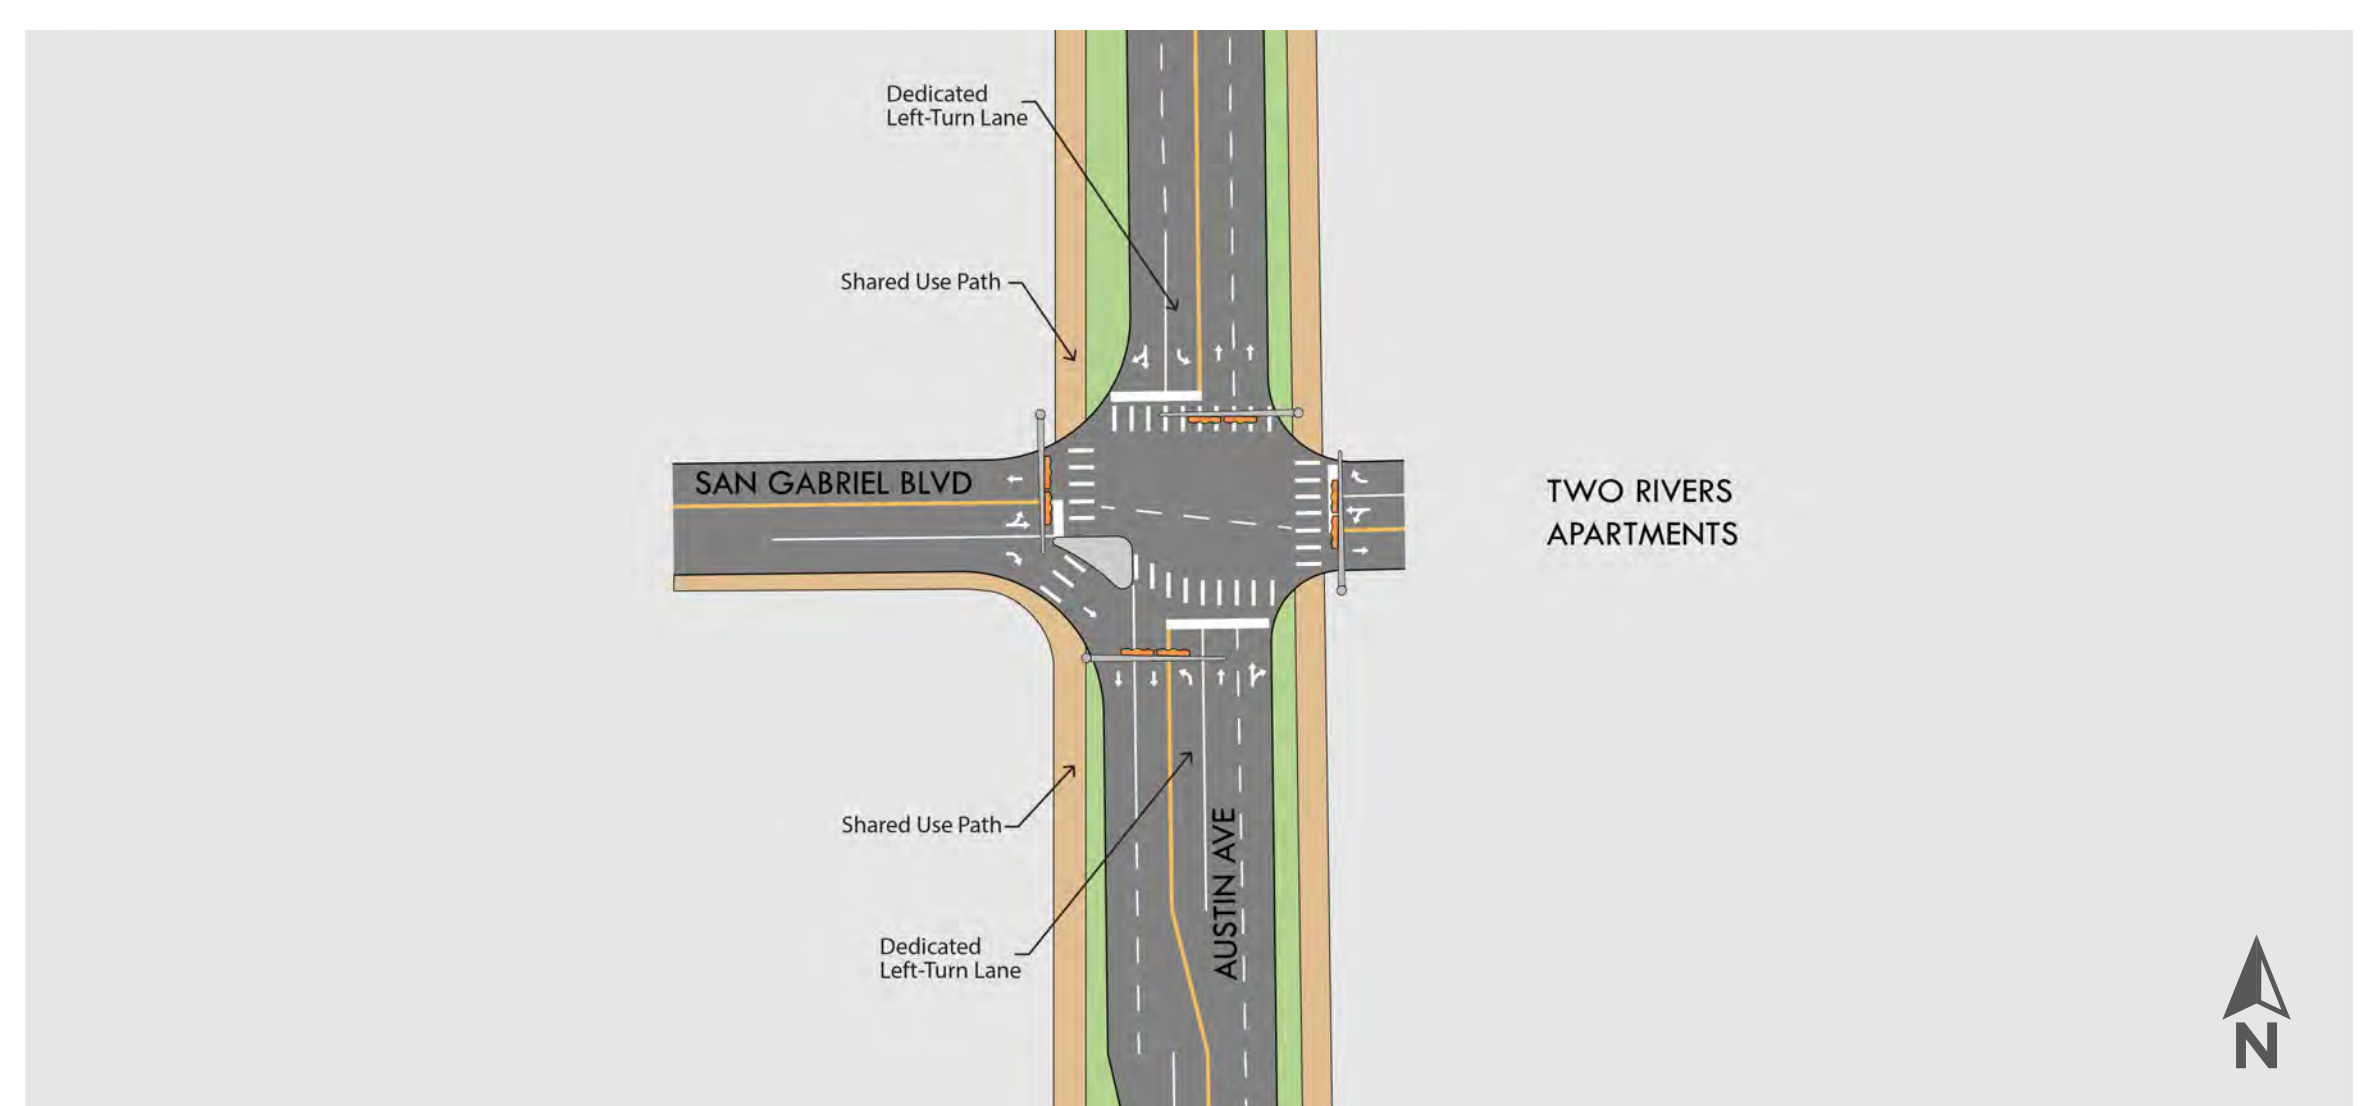 Dedicated
Left-Turn Lane
Shared Use Path
SAN GABRIEL BLVD
TWO RIVERS
APARTMENTS
Shared Use Path
AUSTIN AVE
Dedicated
Left-Turn Lane
N